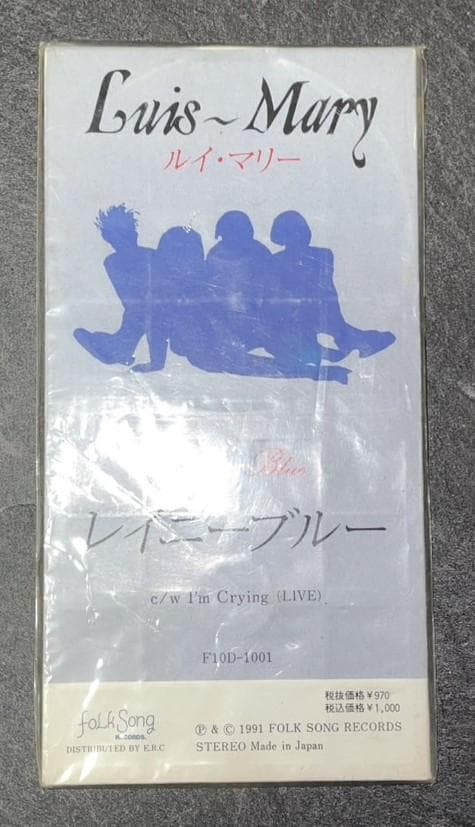 Luis~Mary
ルイ・マリー
Blue
レイニーブルー
c/w I'm Crying (LIVE)
F10D-1001
税抜価格¥970
税込価格¥1,000
foLk Song
RECORDS.
DISTRIBUTED BY E.R.C
Ⓟ & © 1991 FOLK SONG RECORDS
STEREO Made in Japan